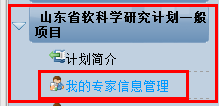 山东省软科学研究计划一般
项目
计划简介
我的专家信息管理